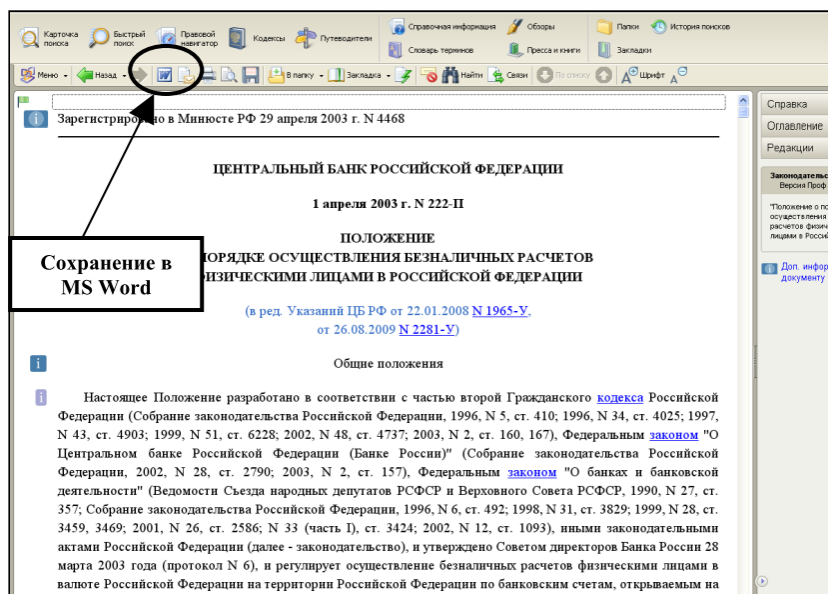 Карточка поиска
Быстрый поиск
Правовой навигатор
Кодексы
Путеводители
Справочная информация
Словарь терминов
Обзоры
Пресса и книги
Папки
Закладки
История поисков
Меню
Назад
В папку
Закладка
Найти
Связи
По списку
Шрифт
Зарегистрировано в Минюсте РФ 29 апреля 2003 г. N 4468
ЦЕНТРАЛЬНЫЙ БАНК РОССИЙСКОЙ ФЕДЕРАЦИИ
1 апреля 2003 г. N 222-П
ПОЛОЖЕНИЕ
ПОРЯДКЕ ОСУЩЕСТВЛЕНИЯ БЕЗНАЛИЧНЫХ РАСЧЕТОВ
ФИЗИЧЕСКИМИ ЛИЦАМИ В РОССИЙСКОЙ ФЕДЕРАЦИИ
Сохранение в
MS Word
(в ред. Указаний ЦБ РФ от 22.01.2008 N 1965-У,
от 26.08.2009 N 2281-У)
Общие положения
Настоящее Положение разработано в соответствии с частью второй Гражданского кодекса Российской
Федерации (Собрание законодательства Российской Федерации, 1996, N 5, ст. 410; 1996, N 34, ст. 4025; 1997,
N 43, ст. 4903; 1999, N 51, ст. 6228; 2002, N 48, ст. 4737; 2003, N 2, ст. 160, 167), Федеральным законом "О
Центральном банке Российской Федерации (Банке России)" (Собрание законодательства Российской
Федерации, 2002, N 28, ст. 2790; 2003, N 2, ст. 157), Федеральным законом "О банках и банковской
деятельности" (Ведомости Съезда народных депутатов РСФСР и Верховного Совета РСФСР, 1990, N 27, ст.
357; Собрание законодательства Российской Федерации, 1996, N 6, ст. 492; 1998, N 31, ст. 3829; 1999, N 28, ст.
3459, 3469; 2001, N 26, ст. 2586; N 33 (часть I), ст. 3424; 2002, N 12, ст. 1093), иными законодательными
актами Российской Федерации (далее - законодательство), и утверждено Советом директоров Банка России 28
марта 2003 года (протокол N 6), и регулирует осуществление безналичных расчетов физическими лицами в
валюте Российской Федерации на территории Российской Федерации по банковским счетам, открываемым на
Справка
Оглавление
Редакции
Законодательс
Версия Проф
"Положение о по
осуществления
расчетов физич
лицами в Россий
Доп. инфор
документу